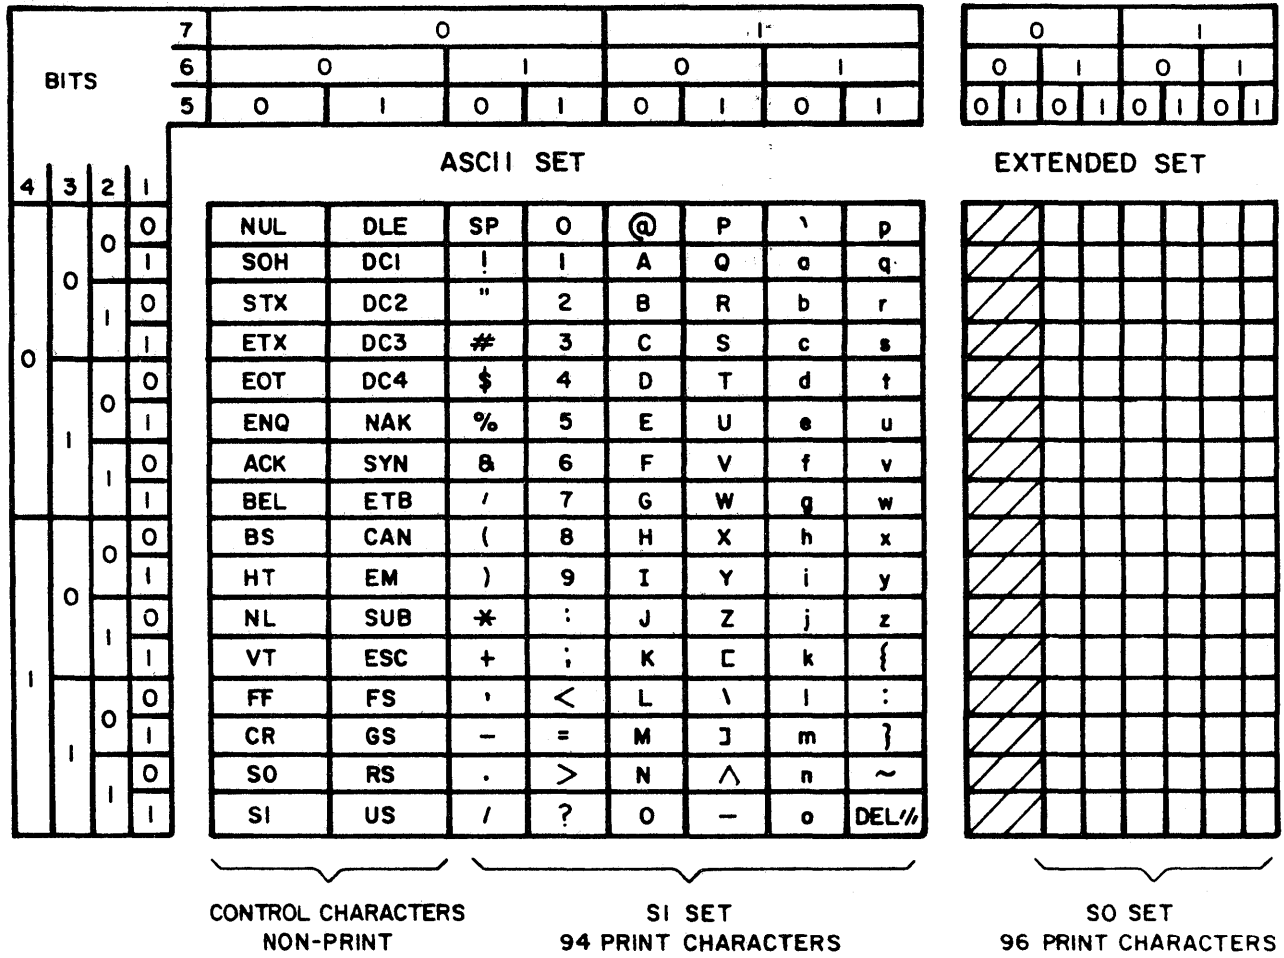 7 0 1 0 1
BITS 6 0 1 0 1 0 1 0 1
5 0 1 0 1 0 1 0 1 0 1 0 1 0 1 0 1
ASCII SET EXTENDED SET
4 3 2 1
0 0 0 0 NUL DLE SP 0 @ P ` p
1 SOH DC1 ! 1 A Q a q
1 0 STX DC2 " 2 B R b r
1 ETX DC3 # 3 C S c s
1 0 0 EOT DC4 $ 4 D T d t
1 ENQ NAK % 5 E U e u
1 0 ACK SYN & 6 F V f v
1 BEL ETB ' 7 G W g w
1 0 0 0 BS CAN ( 8 H X h x
1 HT EM ) 9 I Y i y
1 0 NL SUB * : J Z j z
1 VT ESC + ; K [ k {
1 0 0 FF FS ' < L \ l :
1 CR GS - = M ] m }
1 0 SO RS . > N ^ n ~
1 SI US / ? O — o DEL
CONTROL CHARACTERS
NON-PRINT
SI SET
94 PRINT CHARACTERS
SO SET
96 PRINT CHARACTERS